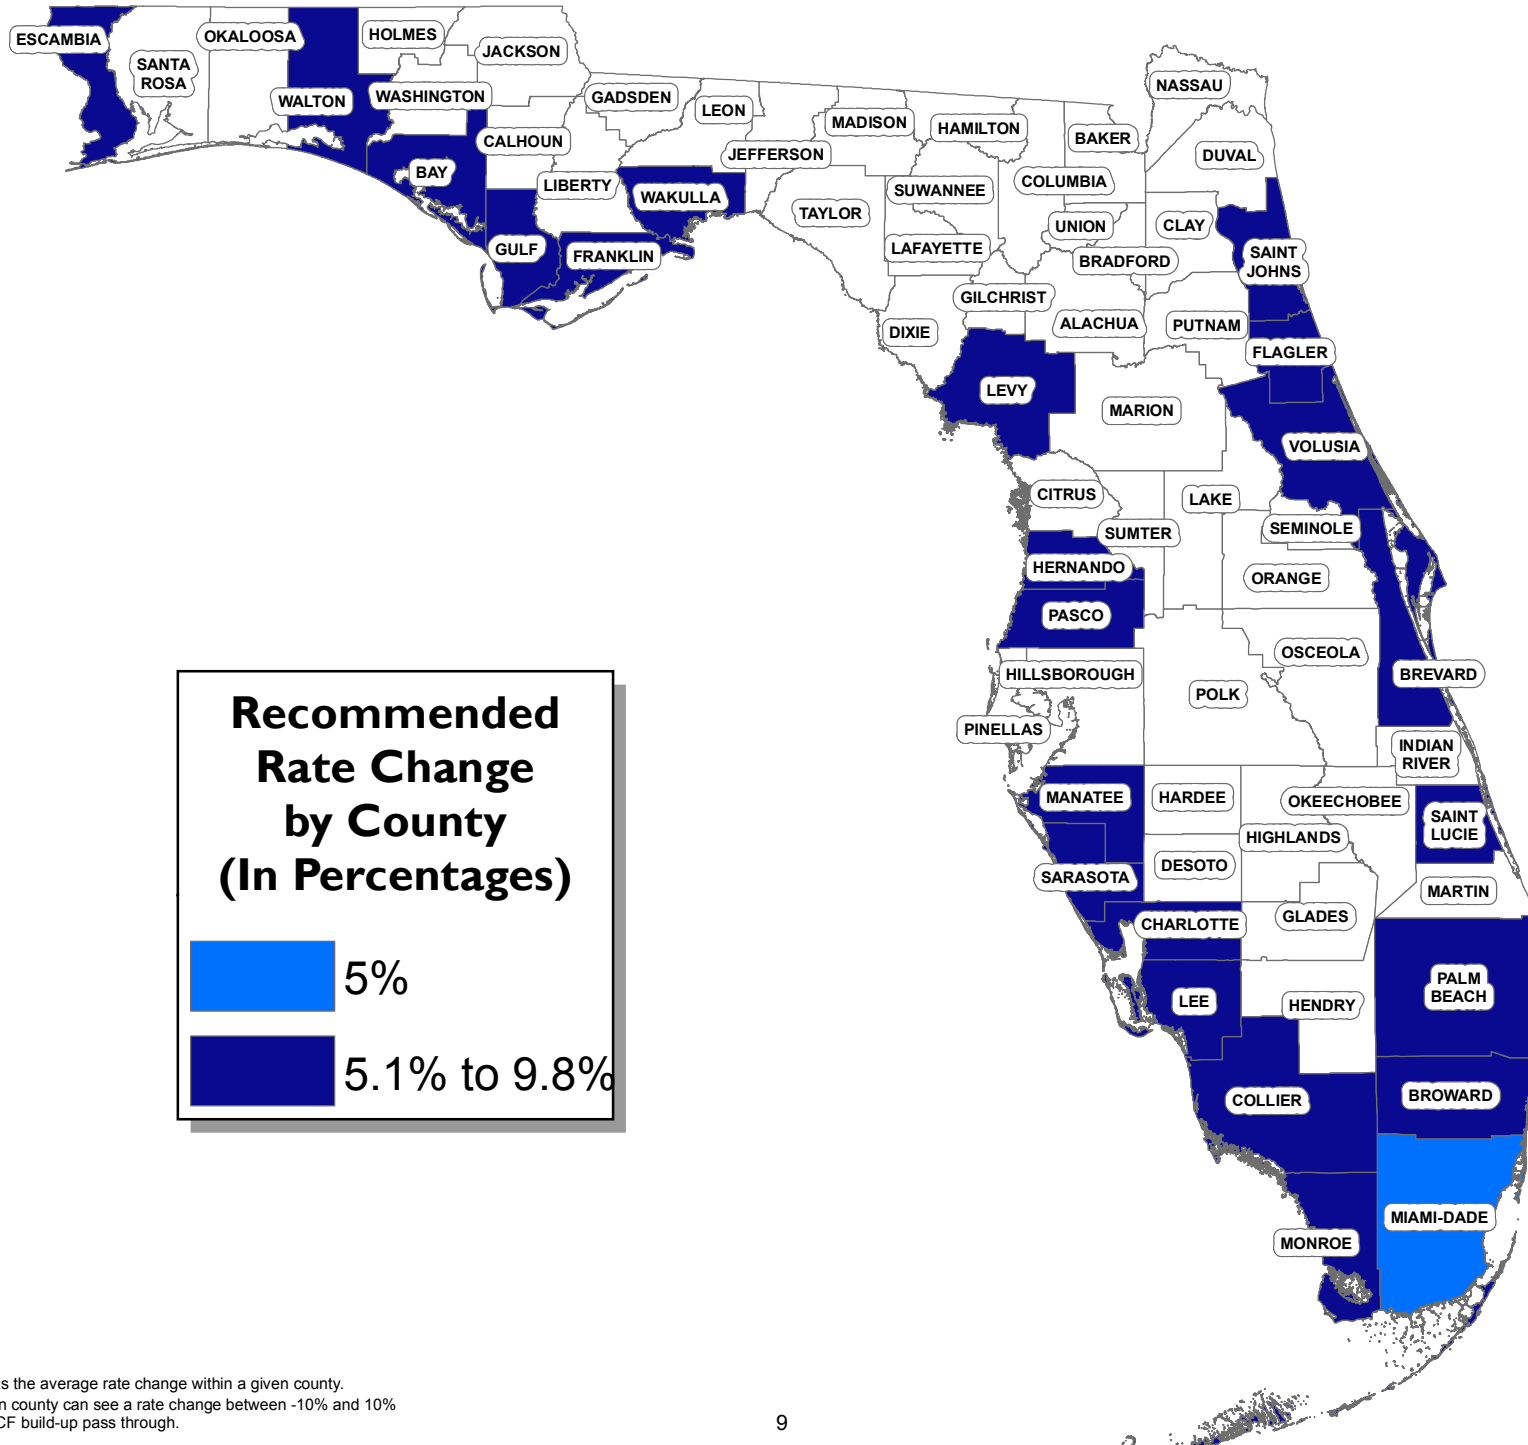 ESCAMBIA
SANTA
ROSA
OKALOOSA
WALTON
HOLMES
JACKSON
WASHINGTON
BAY
CALHOUN
GADSDEN
LEON
LIBERTY
GULF
FRANKLIN
WAKULLA
JEFFERSON
MADISON
TAYLOR
HAMILTON
SUWANNEE
LAFAYETTE
COLUMBIA
BAKER
NASSAU
DUVAL
UNION
BRADFORD
CLAY
SAINT
JOHNS
GILCHRIST
DIXIE
ALACHUA
PUTNAM
FLAGLER
LEVY
MARION
VOLUSIA
CITRUS
LAKE
SUMTER
SEMINOLE
HERNANDO
ORANGE
PASCO
OSCEOLA
HILLSBOROUGH
POLK
BREVARD
PINELLAS
INDIAN
RIVER
MANATEE
HARDEE
OKEECHOBEE
HIGHLANDS
SAINT
LUCIE
SARASOTA
DESOTO
MARTIN
CHARLOTTE
GLADES
LEE
HENDRY
PALM
BEACH
COLLIER
BROWARD
MIAMI-DADE
MONROE
Recommended
Rate Change
by County
(In Percentages)
5%
5.1% to 9.8%
is the average rate change within a given county.
n county can see a rate change between -10% and 10%
CF build-up pass through.
9